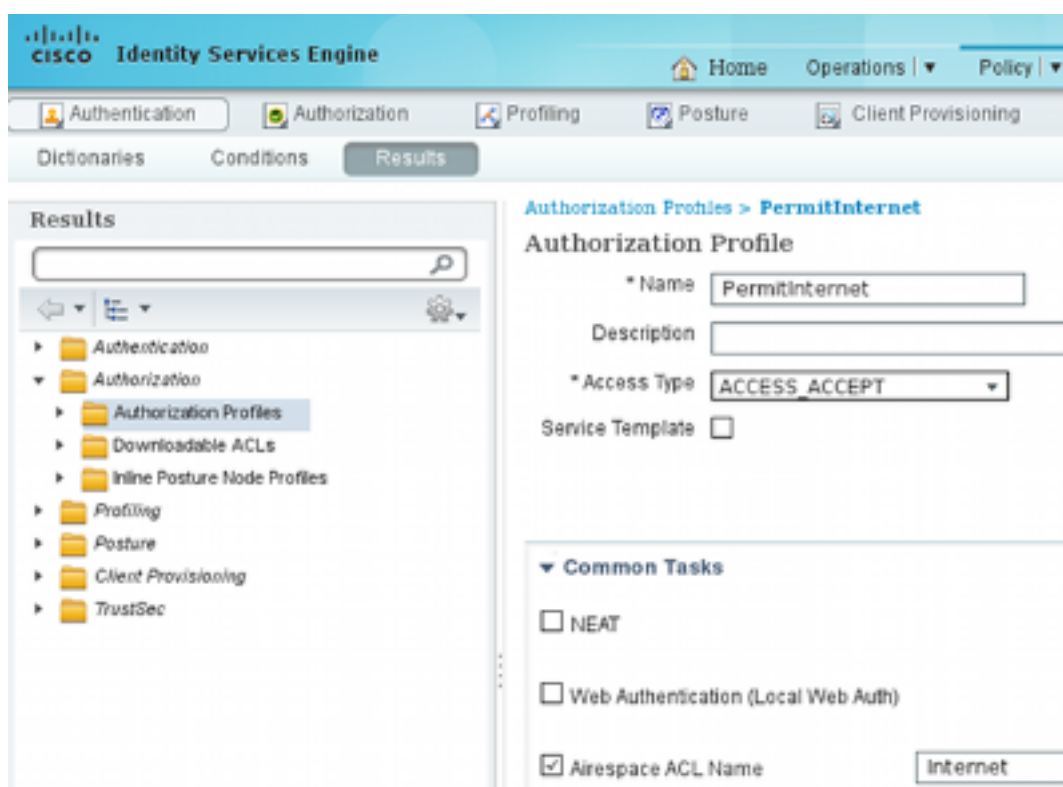 CISCO Identity Services Engine
Home Operations Policy
Authentication Authorization Profiling Posture Client Provisioning
Dictionaries Conditions Results
Results
Authentication
Authorization
Authorization Profiles
Downloadable ACLs
Inline Posture Node Profiles
Profiling
Posture
Client Provisioning
TrustSec
Authorization Profiles > PermitInternet
Authorization Profile
* Name PermitInternet
Description
* Access Type ACCESS_ACCEPT
Service Template
Common Tasks
NEAT
Web Authentication (Local Web Auth)
Airespace ACL Name Internet